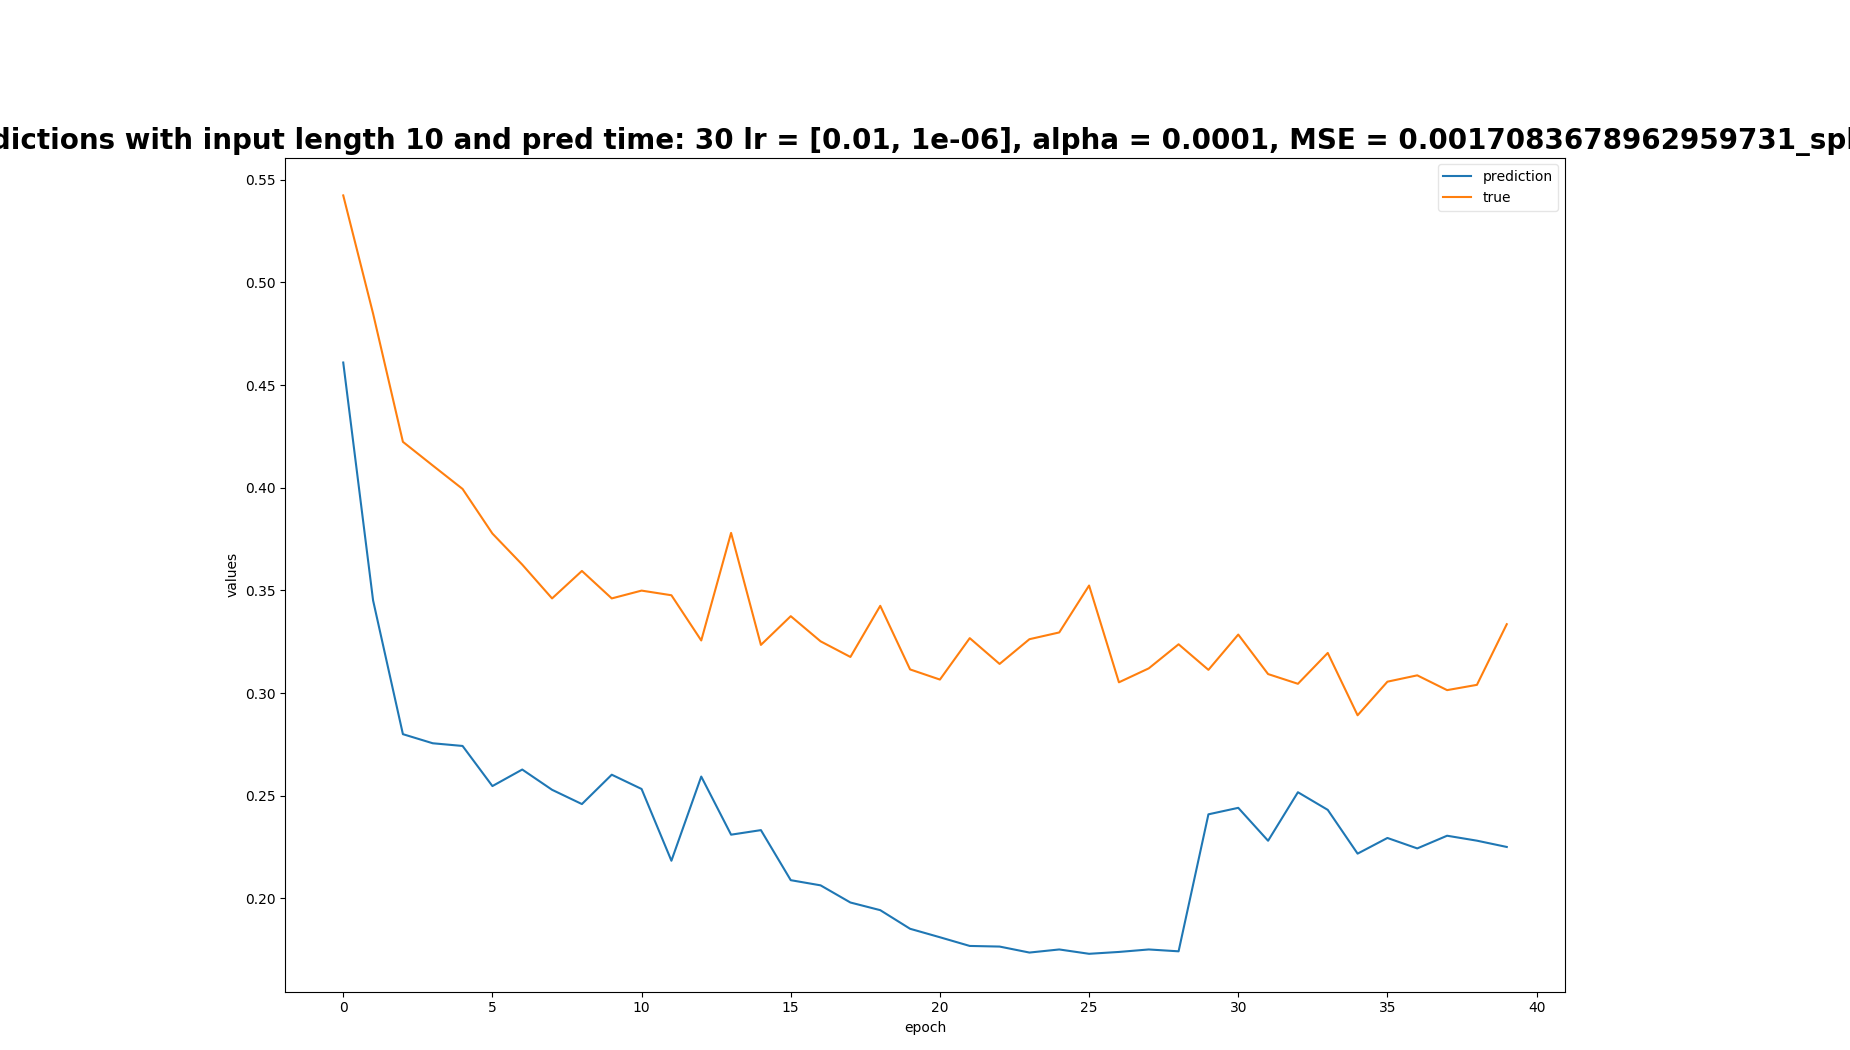 dictions with input length 10 and pred time: 30 lr = [0.01, 1e-06], alpha = 0.0001, MSE = 0.0017083678962959731_spl
prediction
true
0.55
0.50
0.45
0.40
0.35
0.30
0.25
0.20
values
0 5 10 15 20 25 30 35 40
epoch